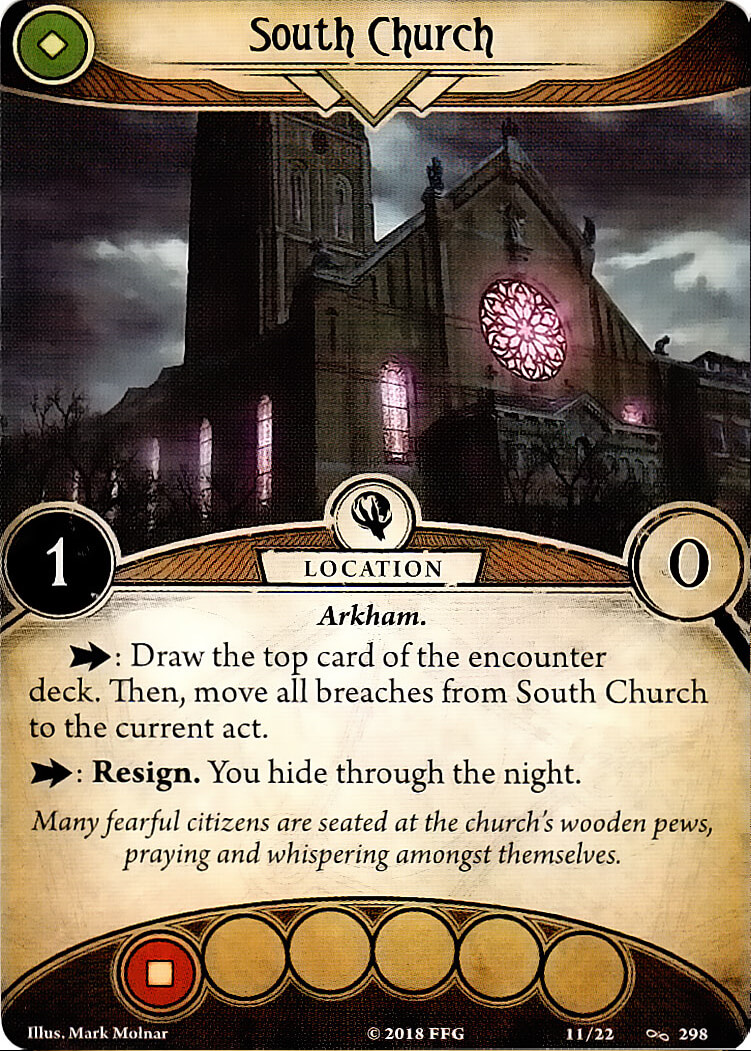 South Church
1
LOCATION
0
Arkham.
: Draw the top card of the encounter
deck. Then, move all breaches from South Church
to the current act.
: Resign. You hide through the night.
Many fearful citizens are seated at the church's wooden pews,
praying and whispering amongst themselves.
Illus. Mark Molnar
© 2018 FFG
11/22
298